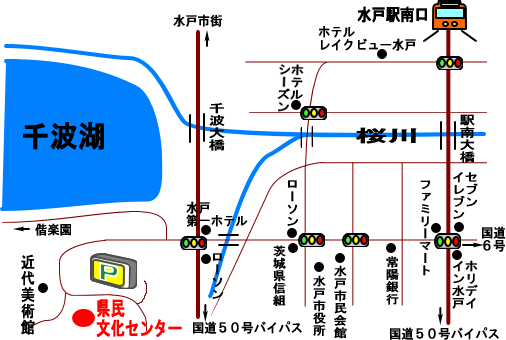 水戸駅南口
水戸市街
ホテル
レイクビュー水戸
ホテル
シーズン
千波湖
千波
大橋
桜川
駅南大橋
セブン
イレブン
ファミリーマート
ローソン
水戸
第一ホテル
偕楽園
国道
6号
近代
美術館
P
ローソン
茨城県信組
水戸市役所
水戸市民会館
常陽銀行
ホリデイ
イン水戸
県民
文化センター
国道50号バイパス
国道50号バイパス